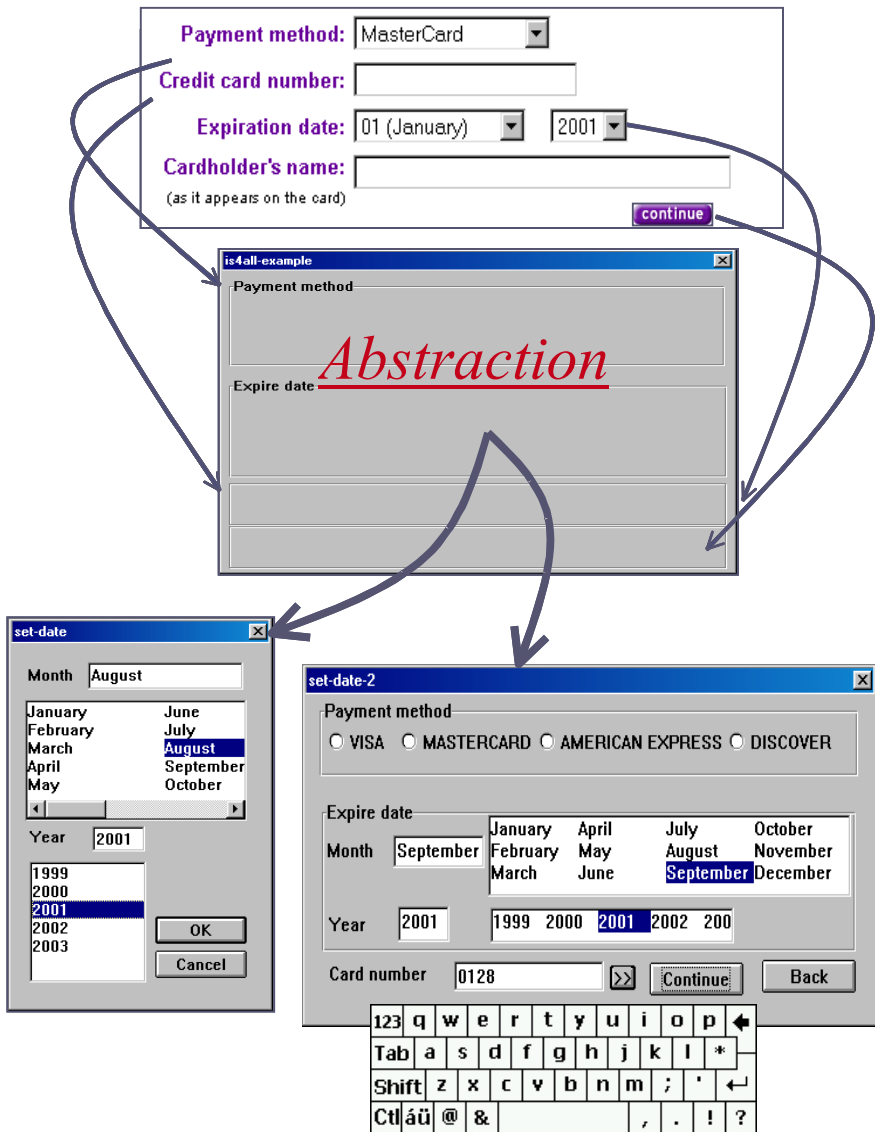 Payment method: MasterCard
Credit card number:
Expiration date: 01 (January) 2001
Cardholder's name:
(as it appears on the card)
continue
is4all-example
Payment method
Abstraction
Expire date
set-date
Month August
January June
February July
March August
April September
May October
Year 2001
1999
2000
2001
2002
2003
OK
Cancel
set-date-2
Payment method
VISA MASTERCARD AMERICAN EXPRESS DISCOVER
Expire date
Month September
January April July October
February May August November
March June September December
Year 2001 1999 2000 2001 2002 200
Card number 0128 >> Continue Back
123 q w e r t y u i o p
Tab a s d f g h j k l *
Shift z x c v b n m ; '
Ctl áü @ & , . ! ?